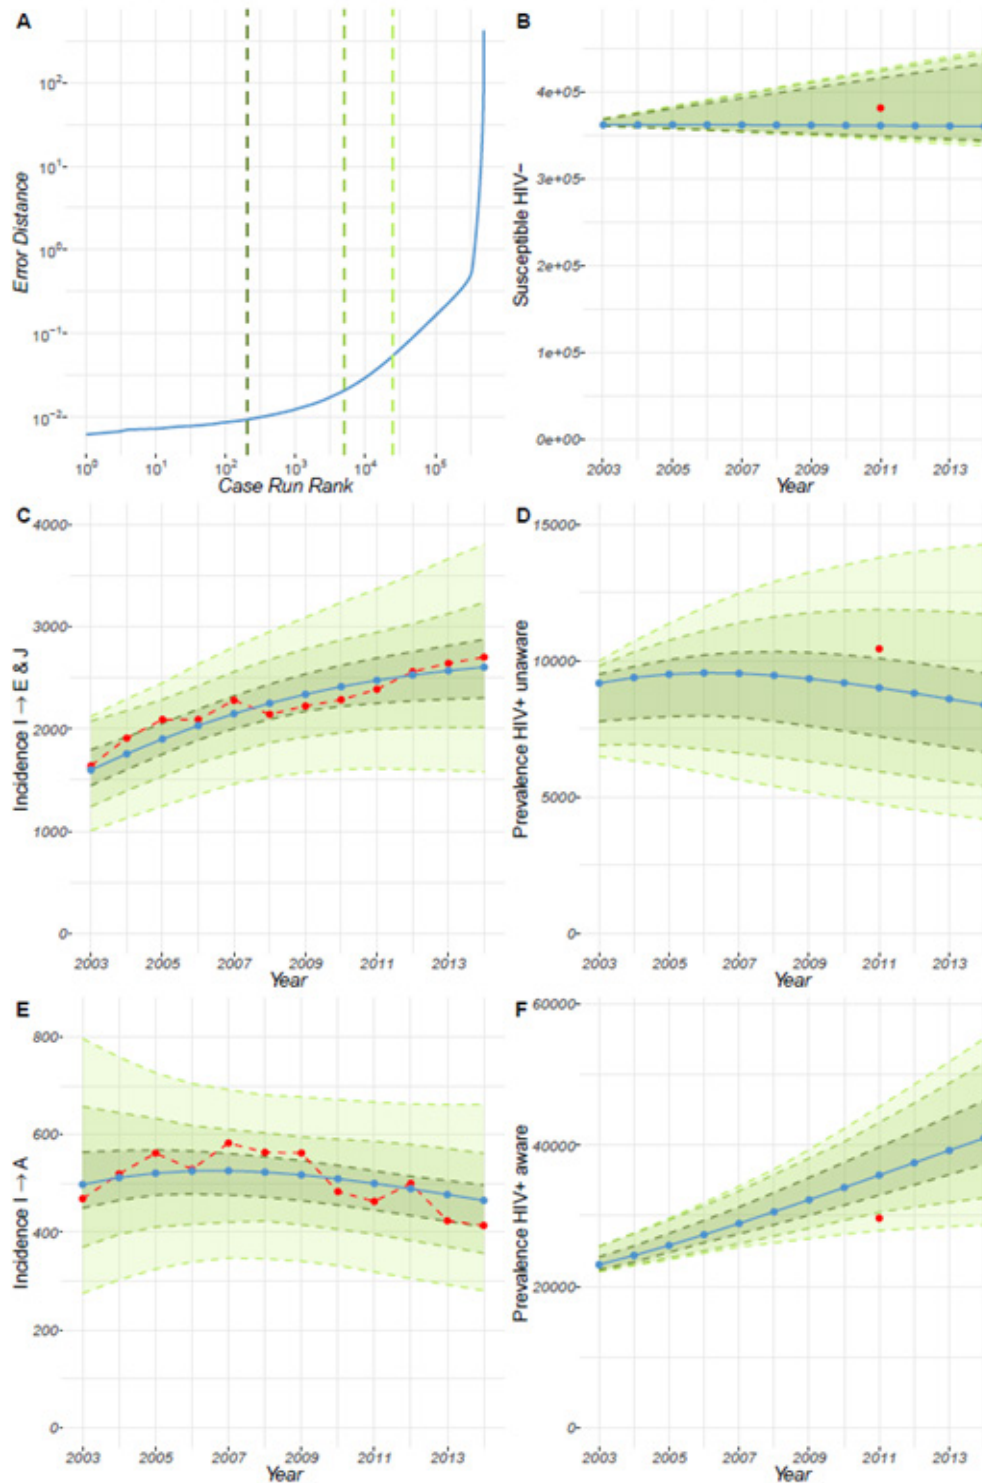 A
10²
10¹
10⁰
10⁻¹
10⁻²
Error Distance
10⁰ 10¹ 10² 10³ 10⁴ 10⁵
Case Run Rank
B
4e+05
3e+05
2e+05
1e+05
0e+00
Susceptible HIV−
2003 2005 2007 2009 2011 2013
Year
C
4000
3000
2000
1000
0
Incidence I → E & J
2003 2005 2007 2009 2011 2013
Year
D
15000
10000
5000
0
Prevalence HIV+ unaware
2003 2005 2007 2009 2011 2013
Year
E
800
600
400
200
0
Incidence I → A
2003 2005 2007 2009 2011 2013
Year
F
60000
40000
20000
0
Prevalence HIV+ aware
2003 2005 2007 2009 2011 2013
Year